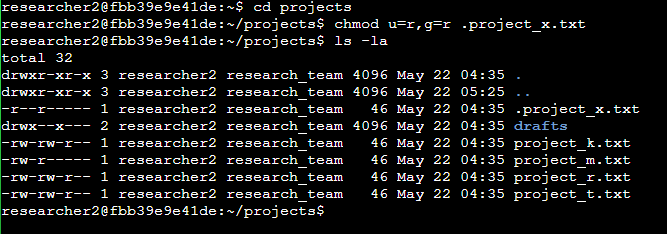 researcher2@fbb39e9e41de:~$ cd projects
researcher2@fbb39e9e41de:~/projects$ chmod u=r,g=r .project_x.txt
researcher2@fbb39e9e41de:~/projects$ ls -la
total 32
drwxr-xr-x 3 researcher2 research_team 4096 May 22 04:35 .
drwxr-xr-x 3 researcher2 research_team 4096 May 22 05:25 ..
-r--r----- 1 researcher2 research_team   46 May 22 04:35 .project_x.txt
drwx--x--- 2 researcher2 research_team 4096 May 22 04:35 drafts
-rw-rw-r-- 1 researcher2 research_team   46 May 22 04:35 project_k.txt
-rw-r----- 1 researcher2 research_team   46 May 22 04:35 project_m.txt
-rw-rw-r-- 1 researcher2 research_team   46 May 22 04:35 project_r.txt
-rw-rw-r-- 1 researcher2 research_team   46 May 22 04:35 project_t.txt
researcher2@fbb39e9e41de:~/projects$